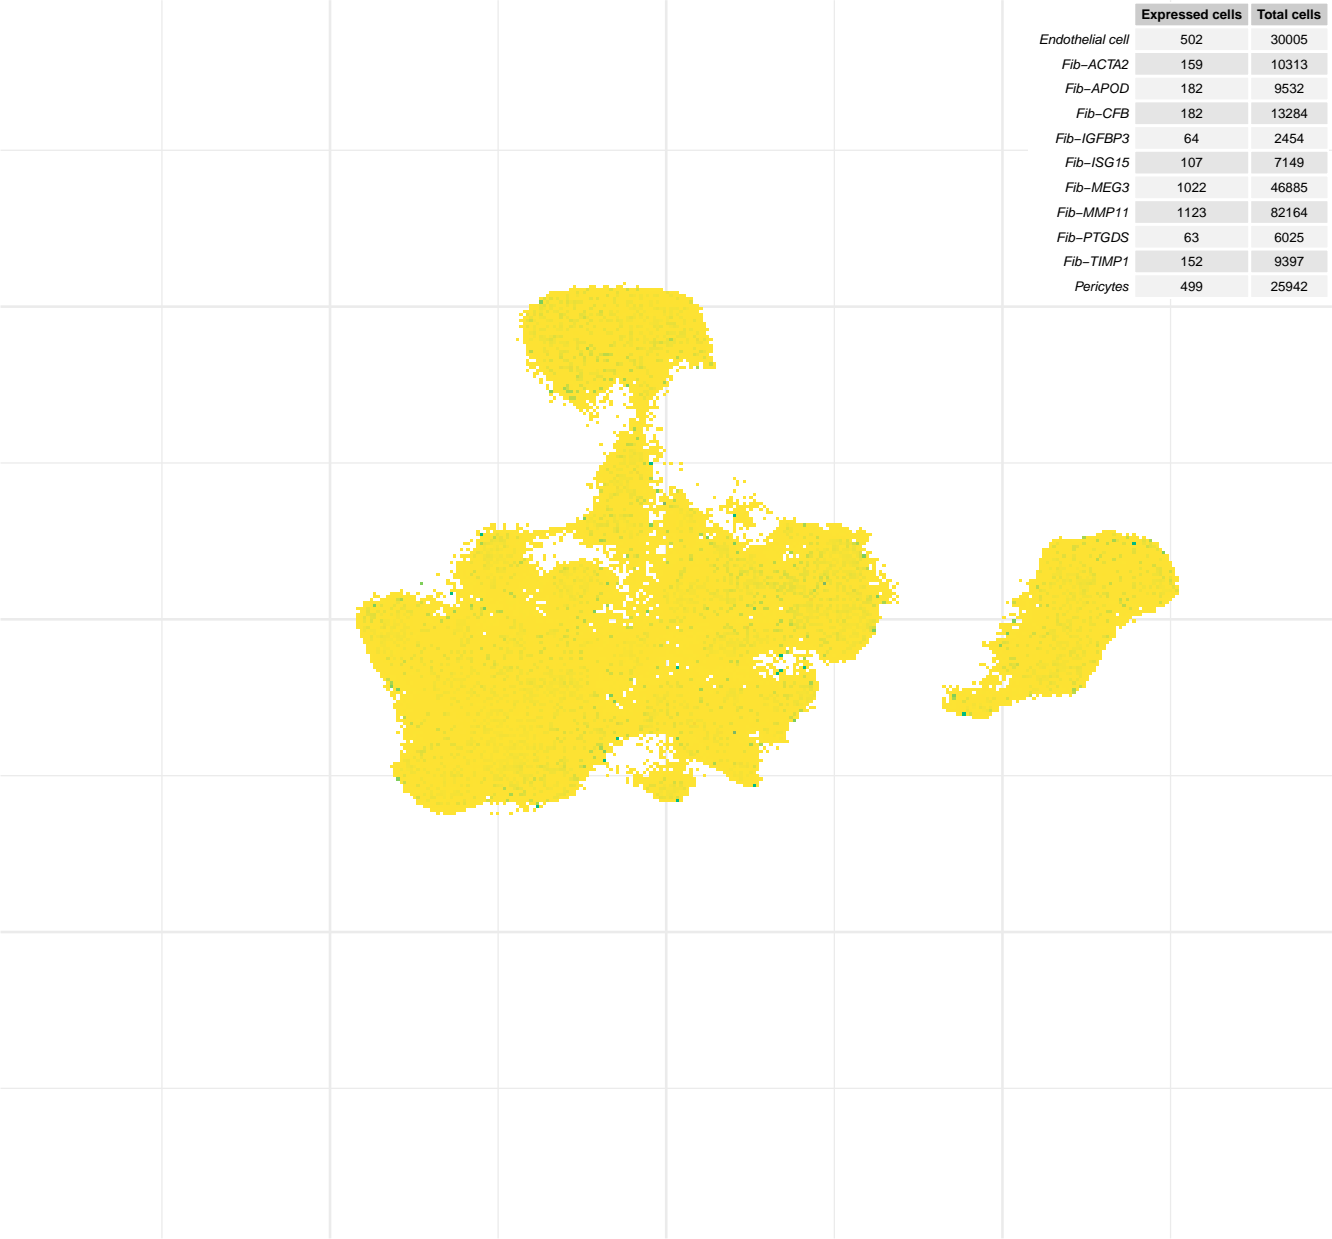 Expressed cells Total cells
Endothelial cell 502 30005
Fib−ACTA2 159 10313
Fib−APOD 182 9532
Fib−CFB 182 13284
Fib−IGFBP3 64 2454
Fib−ISG15 107 7149
Fib−MEG3 1022 46885
Fib−MMP11 1123 82164
Fib−PTGDS 63 6025
Fib−TIMP1 152 9397
Pericytes 499 25942